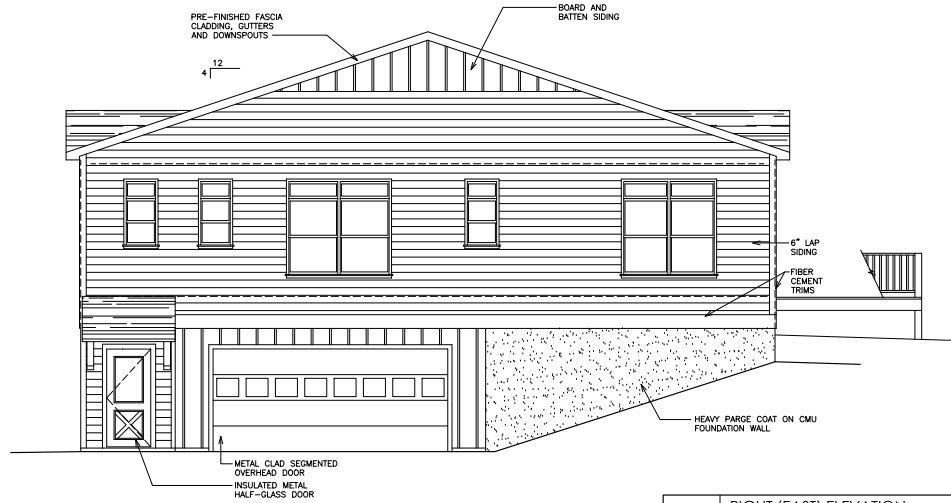 PRE-FINISHED FASCIA
CLADDING, GUTTERS
AND DOWNSPOUTS
BOARD AND
BATTEN SIDING
12
4
6" LAP
SIDING
FIBER
CEMENT
TRIMS
HEAVY PARGE COAT ON CMU
FOUNDATION WALL
METAL CLAD SEGMENTED
OVERHEAD DOOR
INSULATED METAL
HALF-GLASS DOOR
RIGHT (EAST) ELEVATION